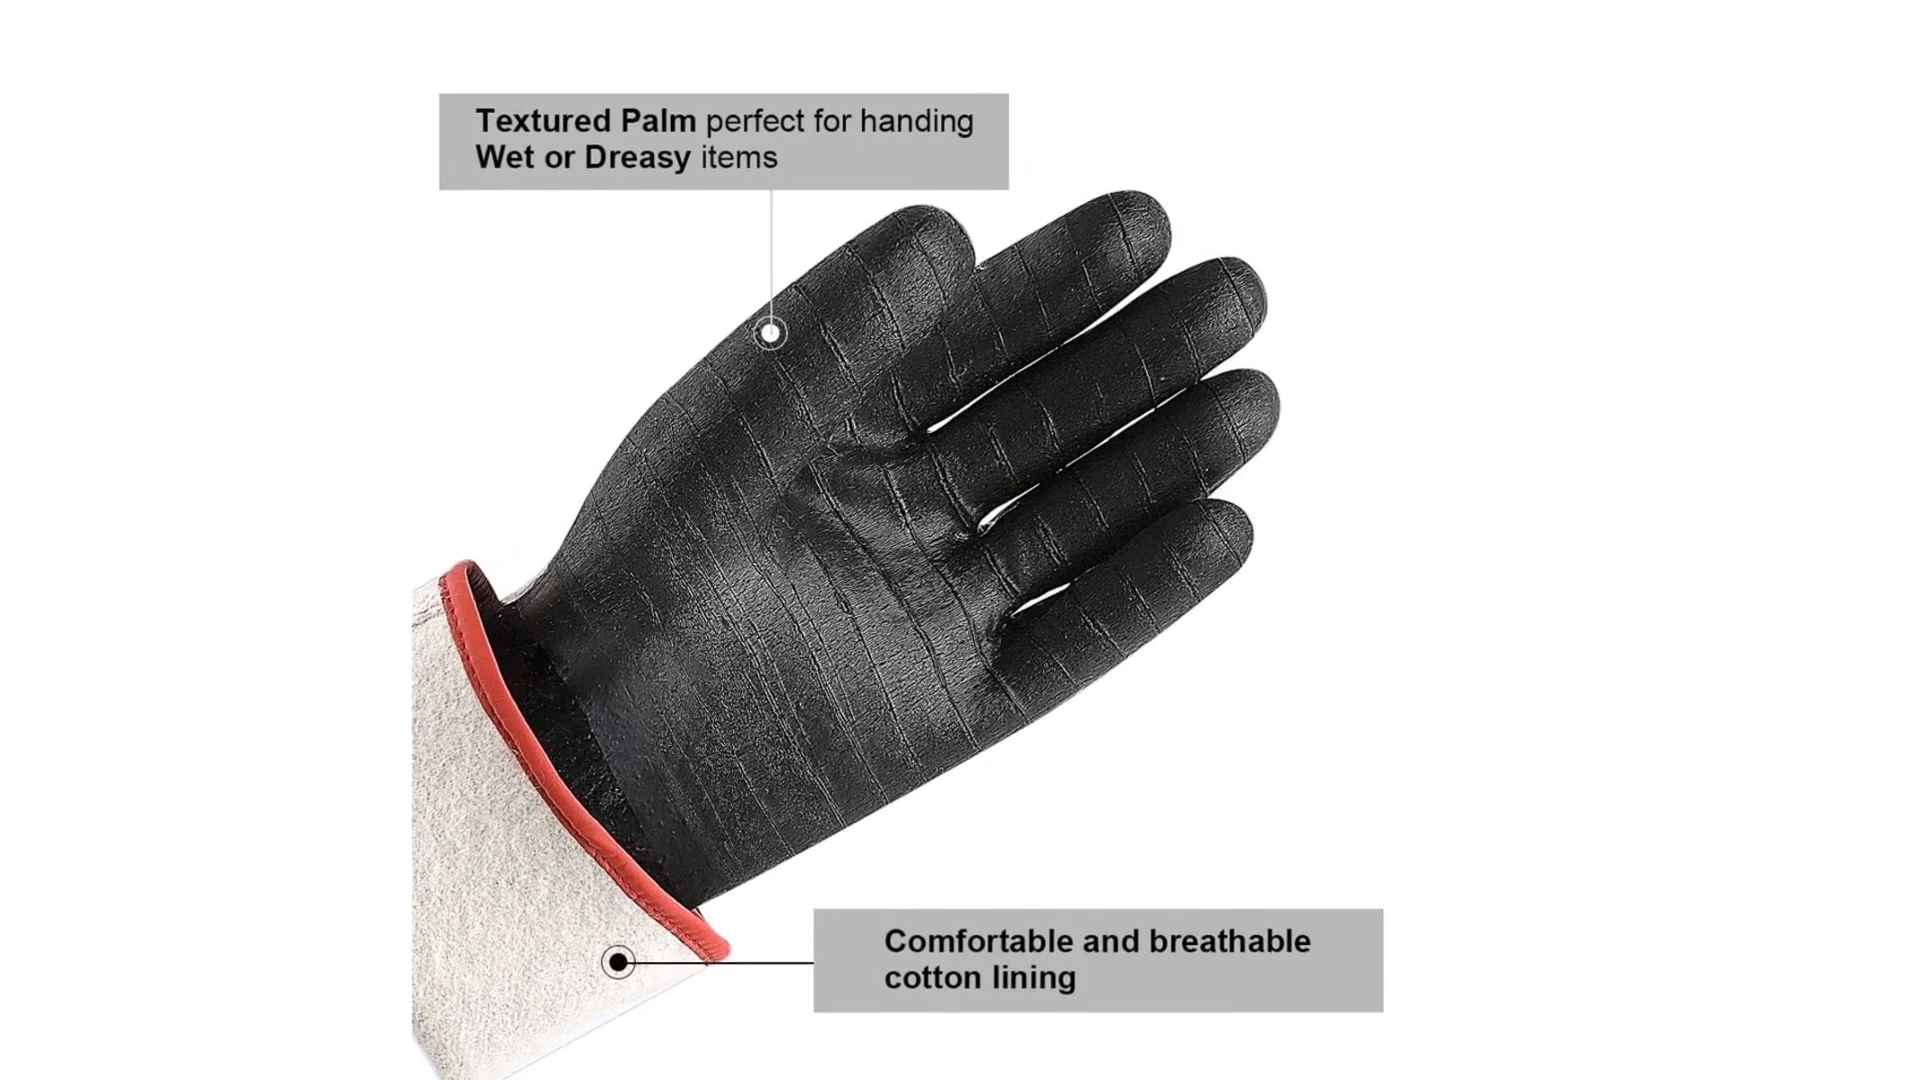 Textured Palm perfect for handing
Wet or Dreasy items
Comfortable and breathable
cotton lining